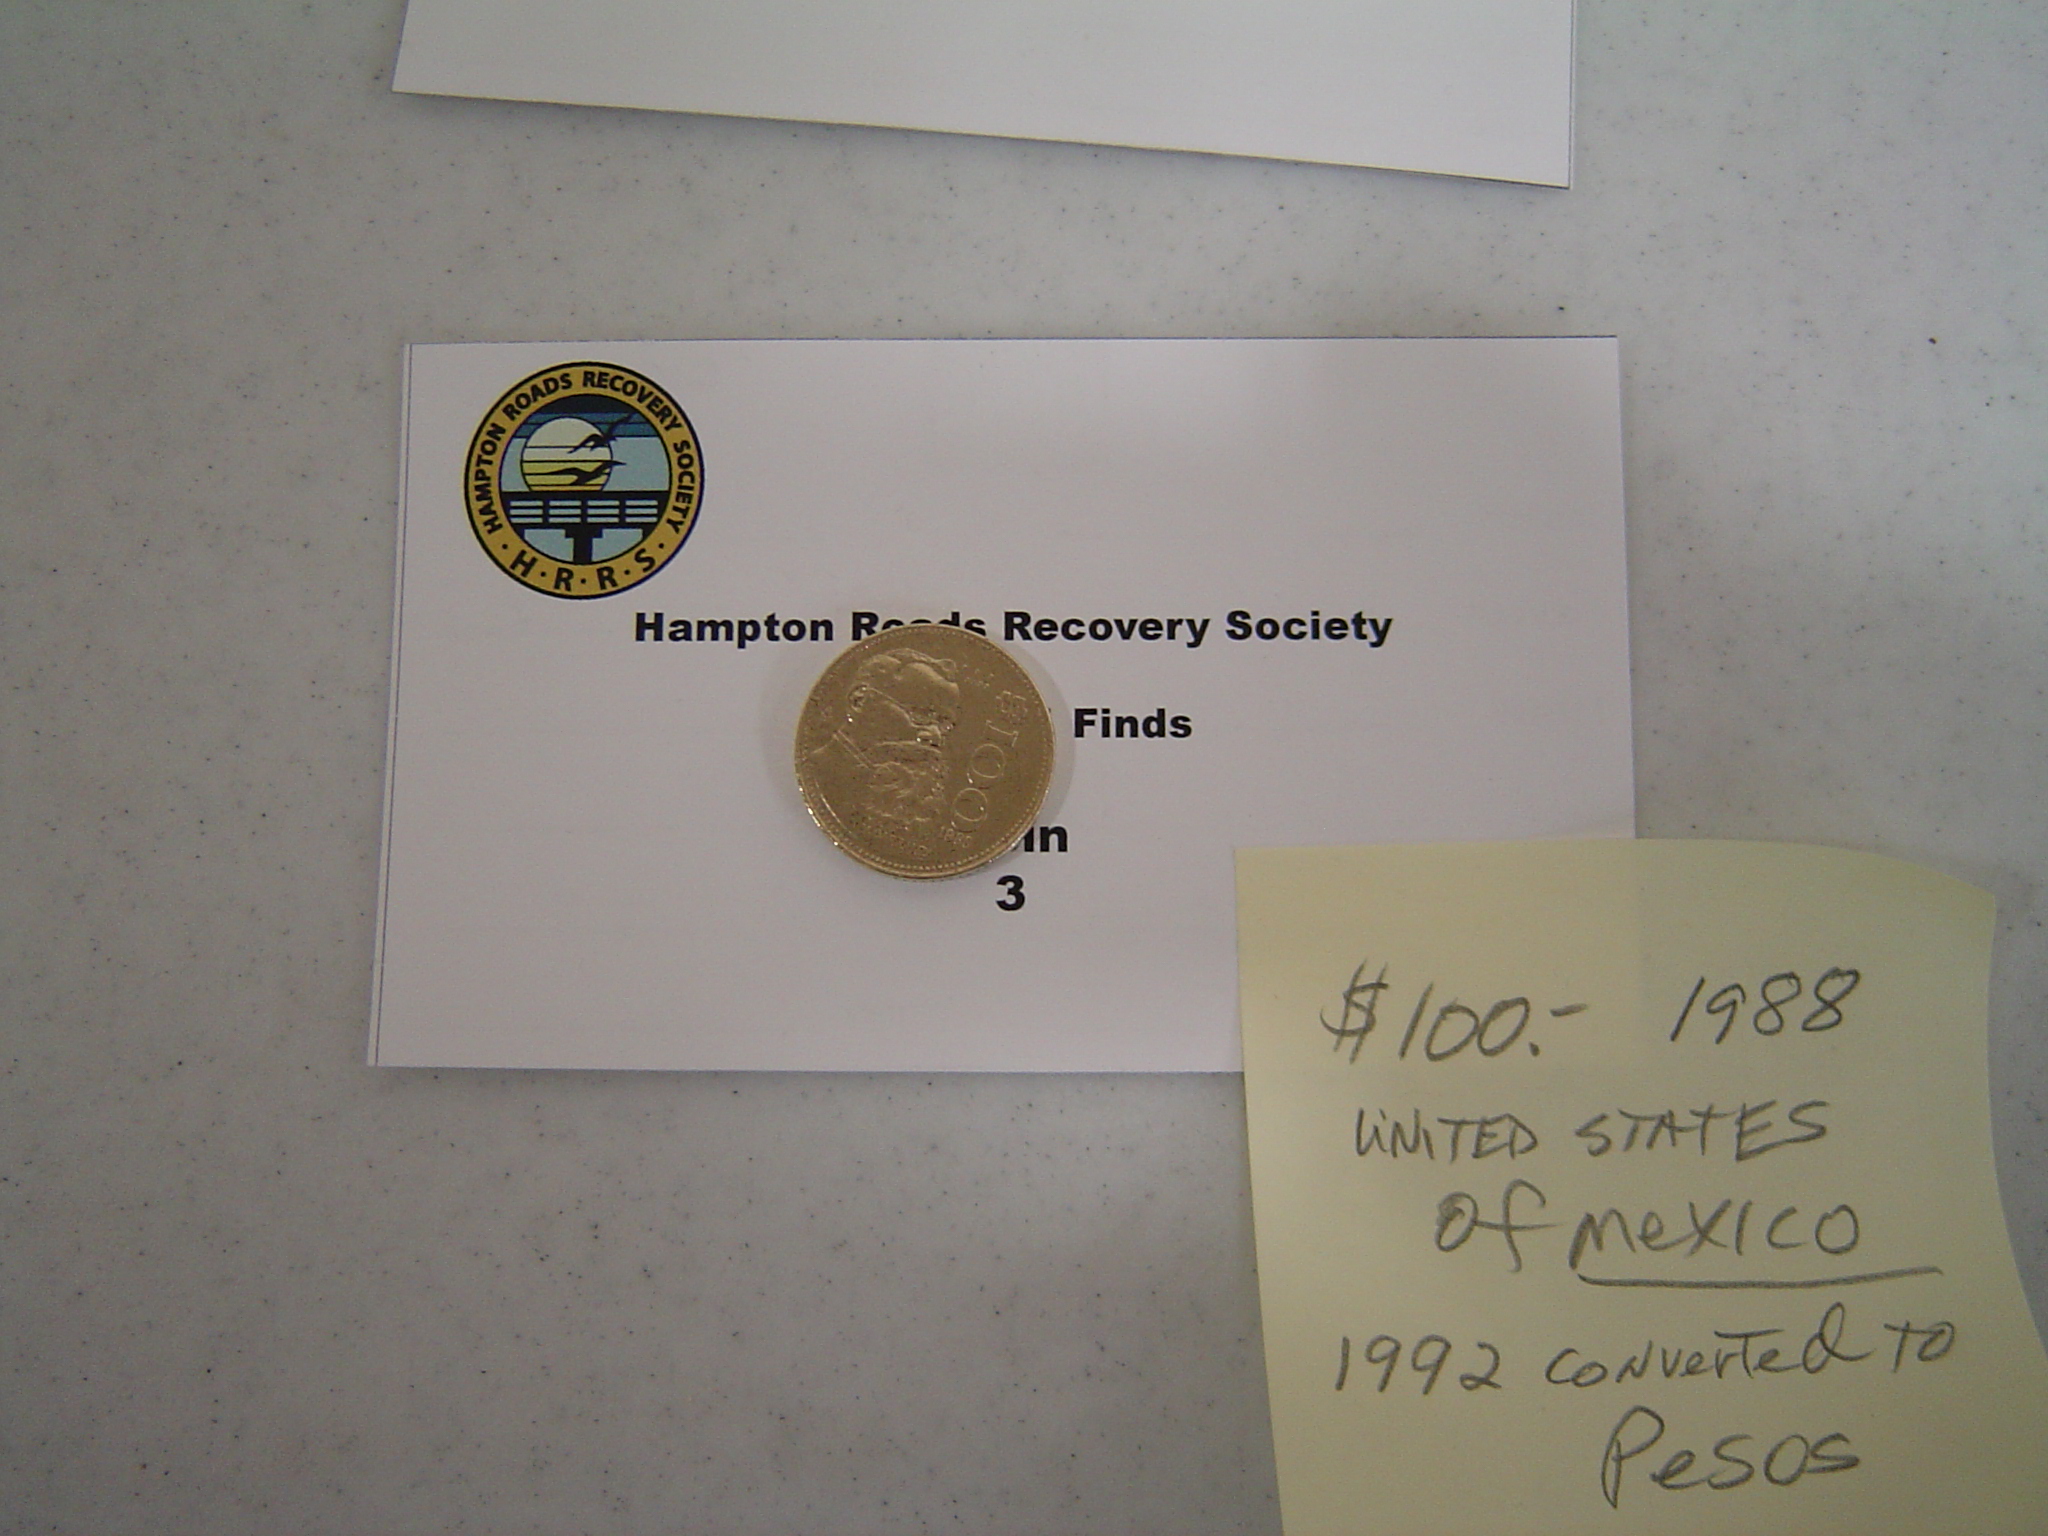 HAMPTON ROADS RECOVERY SOCIETY
· H · R · R · S ·
Hampton Roads Recovery Society
Finds
3
$100
$100.- 1988
UNITED STATES
of Mexico
1992 converted to
Pesos